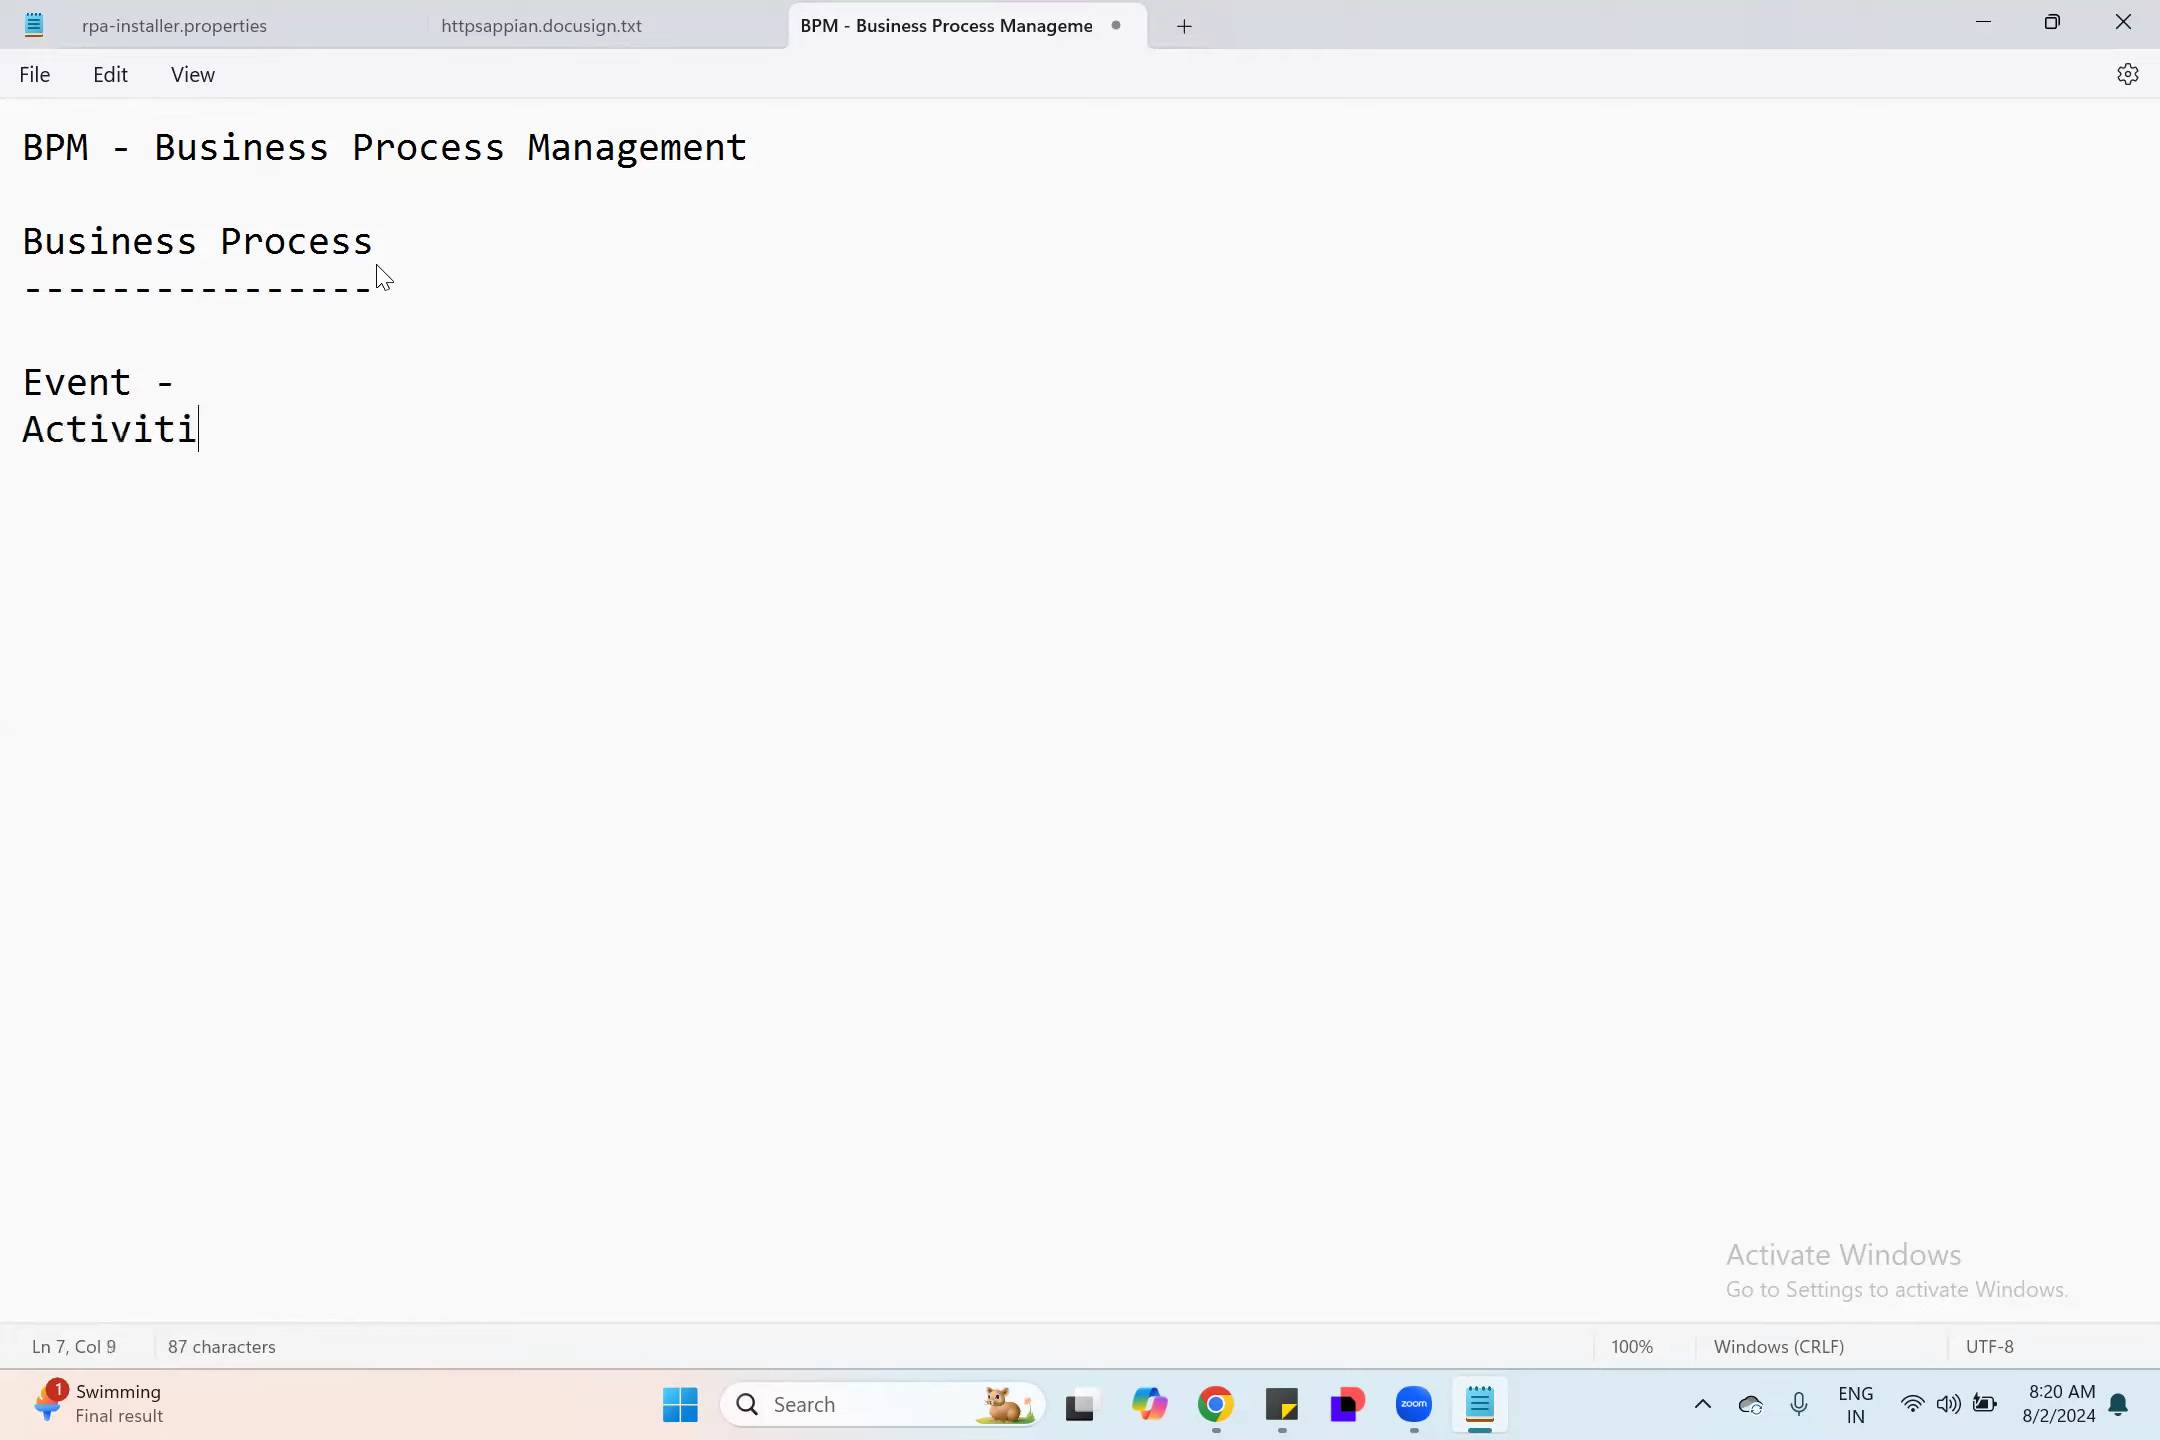 rpa-installer.properties
httpsappian.docusign.txt
BPM - Business Process Manageme
File Edit View
BPM - Business Process Management
Business Process
----------------
Event -
Activiti
Activate Windows
Go to Settings to activate Windows.
Ln 7, Col 9
87 characters
100%
Windows (CRLF)
UTF-8
1
Swimming
Final result
Search
zoom
ENG
IN
8:20 AM
8/2/2024